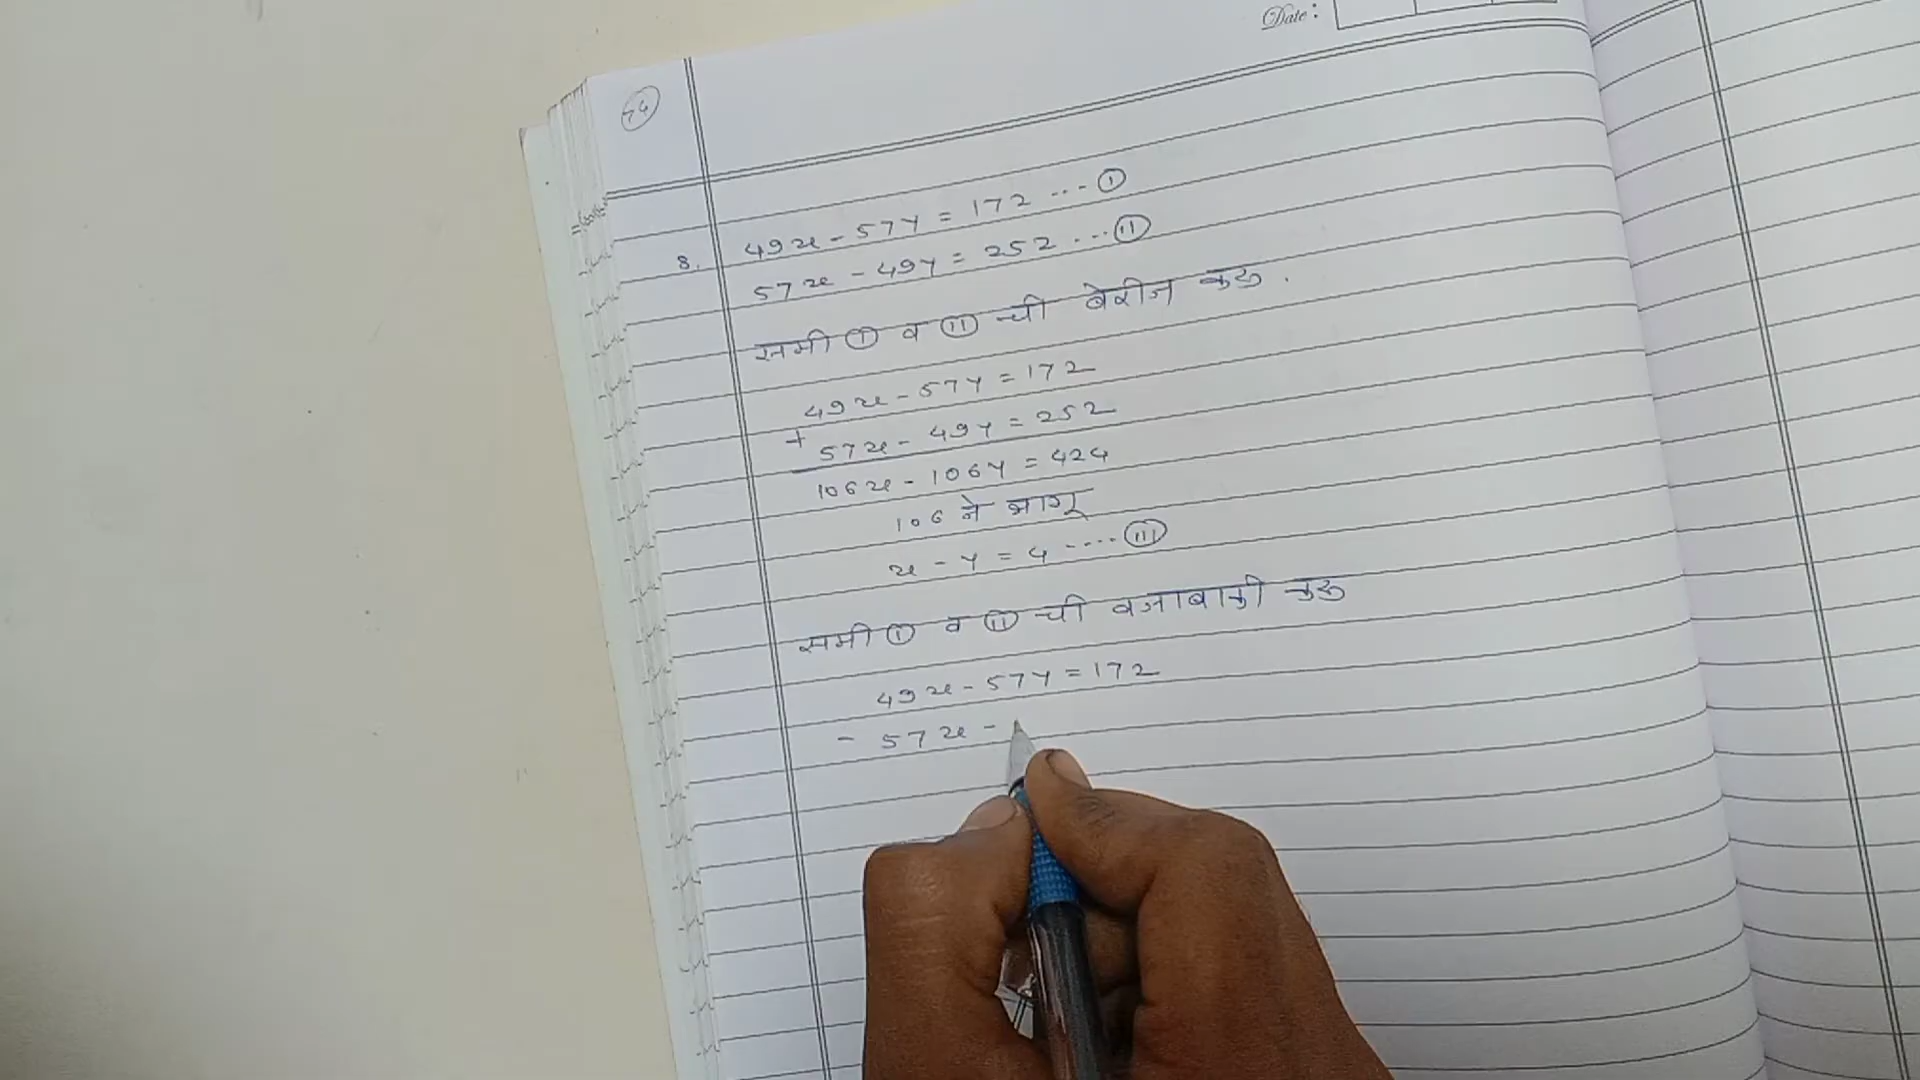 Date:
74
8. 49x - 57y = 172 ---- (I)
57x - 49y = 252 ... (II)
समी (I) व (II) ची बेरीज करू.
49x - 57y = 172
+ 57x - 49y = 252
106x - 106y = 424
106 ने भागू
x - y = 4 ----- (III)
समी (I) व (II) ची वजाबाकी करू
49x - 57y = 172
- 57x -